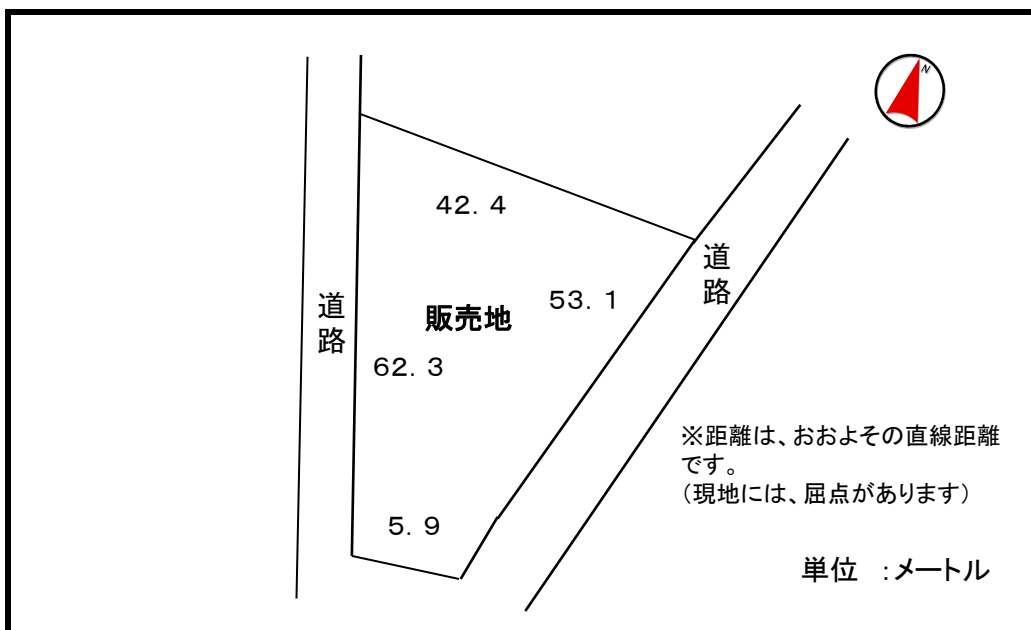 N
42.4
道路
53.1
道路
販売地
62.3
※距離は、おおよその直線距離
です。
(現地には、屈点があります)
5.9
単位 :メートル